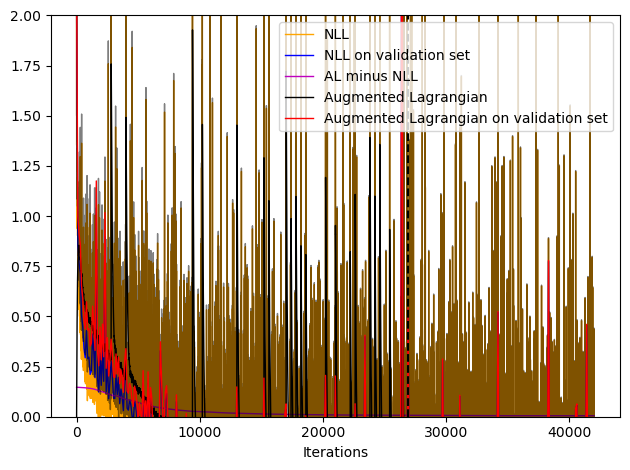 2.00
1.75
1.50
1.25
1.00
0.75
0.50
0.25
0.00
NLL
NLL on validation set
AL minus NLL
Augmented Lagrangian
Augmented Lagrangian on validation set
0
10000
20000
30000
40000
Iterations